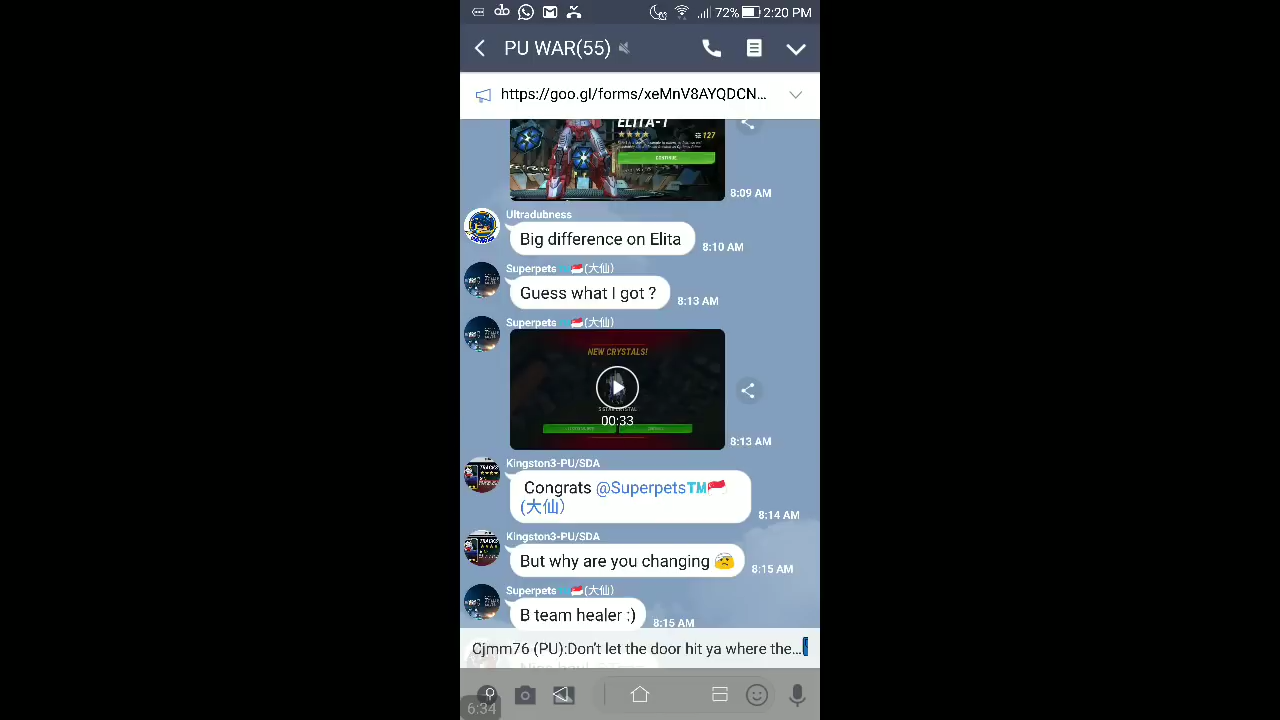 72% 2:20 PM
PU WAR(55)
https://goo.gl/forms/xeMnV8AYQDCN...
ELITA-1
127
CONTINUE
8:09 AM
Ultradubness
Big difference on Elita
8:10 AM
Superpets (大仙)
Guess what I got ?
8:13 AM
Superpets (大仙)
NEW CRYSTALS!
00:33
8:13 AM
Kingston3-PU/SDA
Congrats @Superpets™
(大仙)
8:14 AM
Kingston3-PU/SDA
But why are you changing
8:15 AM
Superpets (大仙)
B team healer :)
8:15 AM
Cjmm76 (PU):Don't let the door hit ya where the...
6:34